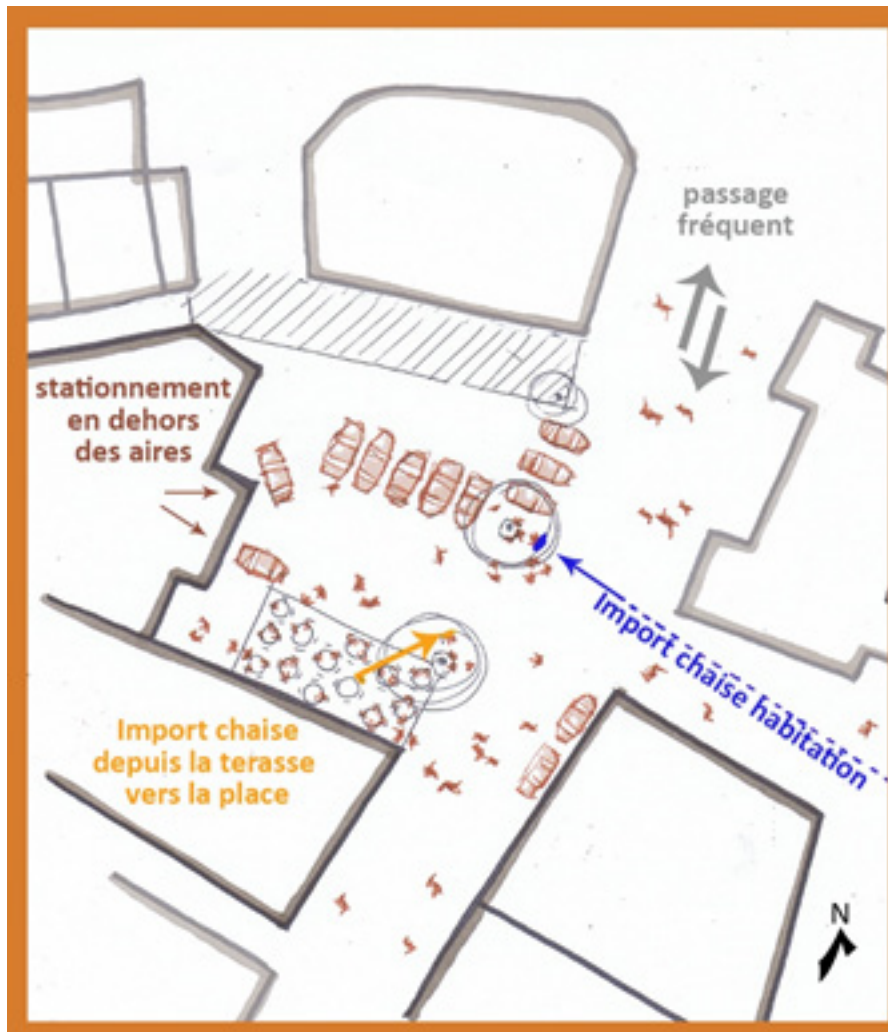 passage
fréquent
stationnement
en dehors
des aires
Import chaise habitation
Import chaise
depuis la terasse
vers la place
N